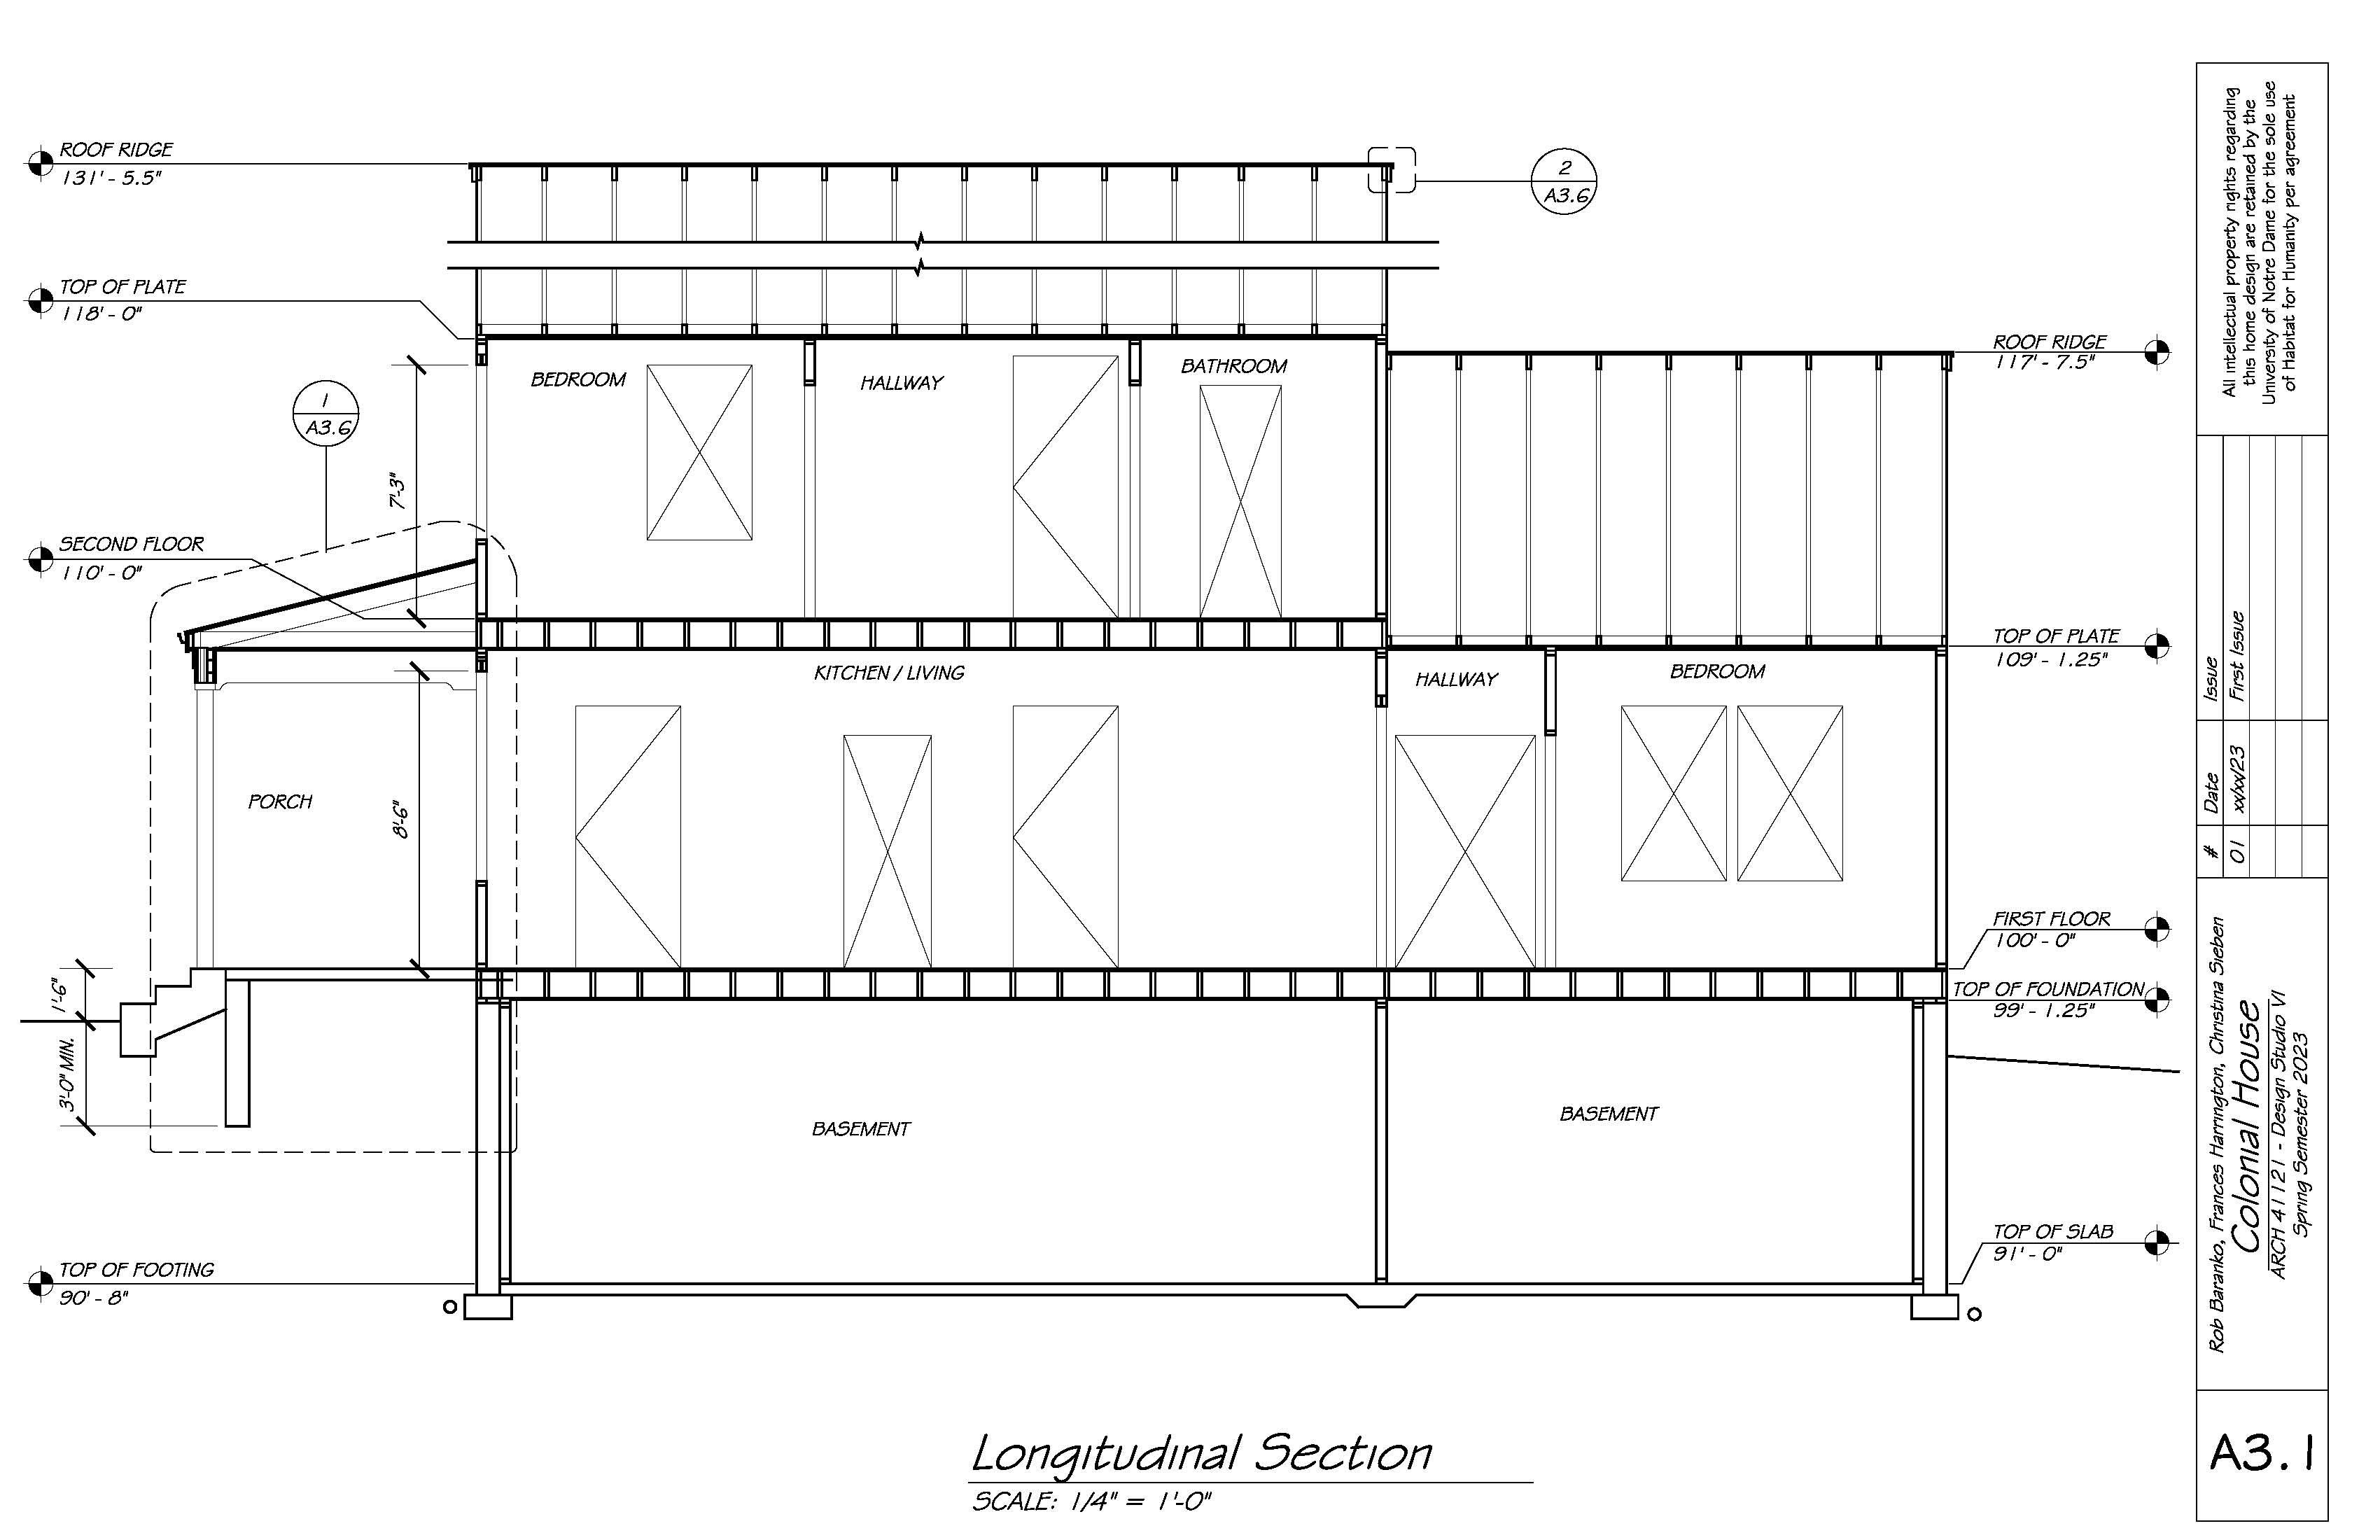 ROOF RIDGE
131' - 5.5"
2
A3.6
TOP OF PLATE
118' - 0"
ROOF RIDGE
117' - 7.5"
BEDROOM
HALLWAY
BATHROOM
1
A3.6
7'-3"
SECOND FLOOR
110' - 0"
TOP OF PLATE
109' - 1.25"
KITCHEN / LIVING
HALLWAY
BEDROOM
PORCH
8'-6"
FIRST FLOOR
100' - 0"
1'-6"
TOP OF FOUNDATION
99' - 1.25"
3'-0" MIN.
BASEMENT
BASEMENT
TOP OF SLAB
91' - 0"
TOP OF FOOTING
90' - 8"
Longitudinal Section
SCALE: 1/4" = 1'-0"
All intellectual property rights regarding
this home design are retained by the
University of Notre Dame for the sole use
of Habitat for Humanity per agreement
# Date Issue
01 xx/xx/23 First Issue
Rob Baranko, Frances Harrington, Christina Sieben
Colonial House
ARCH 41121 - Design Studio VI
Spring Semester 2023
A3.1